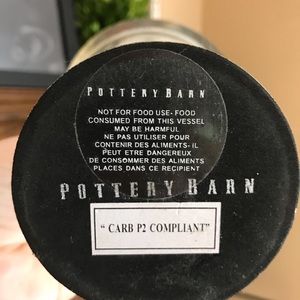 POTTERY BARN
NOT FOR FOOD USE- FOOD
CONSUMED FROM THIS VESSEL
MAY BE HARMFUL
NE PAS UTILISER POUR
CONTENIR DES ALIMENTS- IL
PEUT ETRE DANGEREUX
DE CONSOMMER DES ALIMENTS
PLACES DANS CE RECIPIENT
POTTERY BARN
“ CARB P2 COMPLIANT”